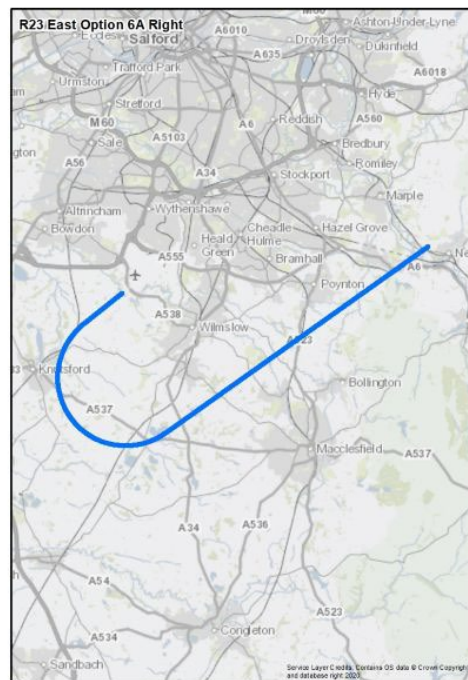 R23 East Option 6A Right
Ashton-Under-Lyne
Eccles
Salford
A6010
Droylsden
A635
Dukinfield
Trafford Park
A6018
Urmston
Hyde
Stretford
M60
Reddish
A560
A5103
A6
Bredbury
Sale
Romiley
A56
A34
Stockport
Marple
Altrincham
Wythenshawe
Bowdon
Heald
Green
Cheadle
Hulme
Hazel Grove
A555
Bramhall
A6
Poynton
A538
Wilmslow
Knutsford
Bollington
A537
Macclesfield
A537
A34
A536
A54
A523
A534
Congleton
Sandbach
Service Layer Credits: Contains OS data © Crown Copyright
and database right 2020